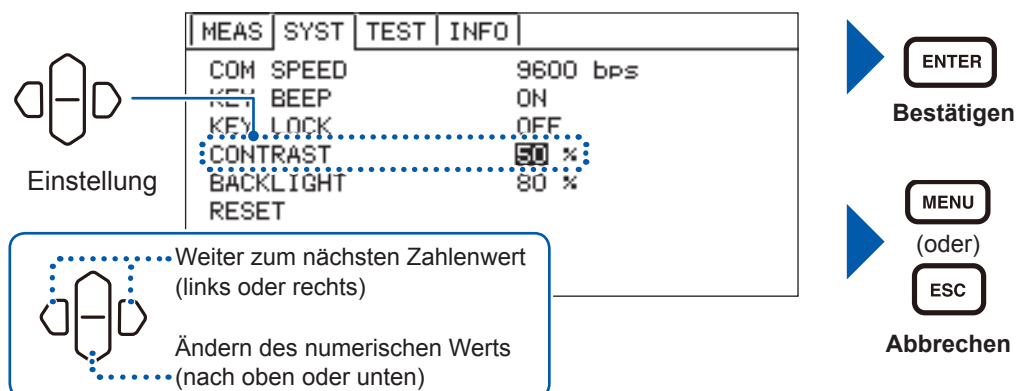 MEAS SYST TEST INFO
COM SPEED 9600 bps
KEY BEEP ON
KEY LOCK OFF
CONTRAST 50 %
BACKLIGHT 80 %
RESET
Einstellung
Weiter zum nächsten Zahlenwert
(links oder rechts)
Ändern des numerischen Werts
(nach oben oder unten)
ENTER
Bestätigen
MENU
(oder)
ESC
Abbrechen